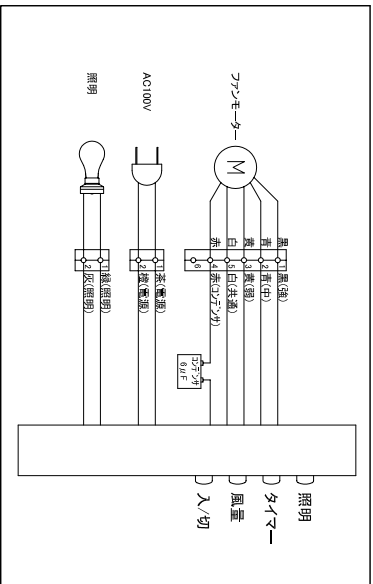 照明
AC100V
ファンモーター
M
黒
青
黄
白
赤
1 黒(強)
2 青(中)
3 黄(弱)
5 白(共通)
4 赤(コンデンサ)
6
コンデンサ
6μF
1 茶(電源)
2 橙(電源)
1 緑(照明)
2 灰(照明)
照明
タイマー
風量
入/切